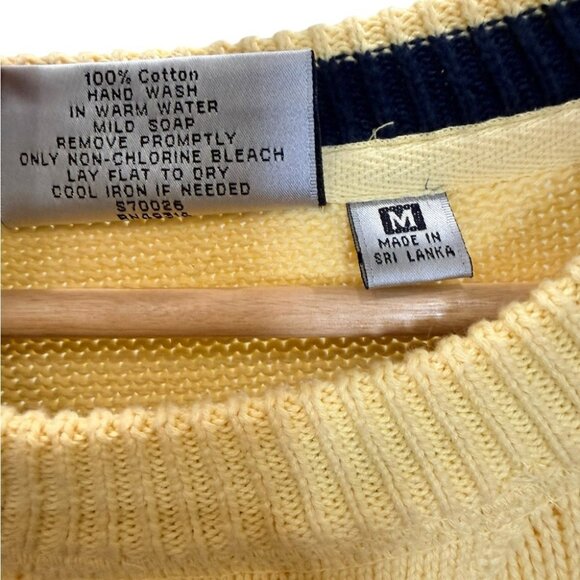 100% Cotton
HAND WASH
IN WARM WATER
MILD SOAP
REMOVE PROMPTLY
ONLY NON-CHLORINE BLEACH
LAY FLAT TO DRY
COOL IRON IF NEEDED
570026
M
MADE IN
SRI LANKA